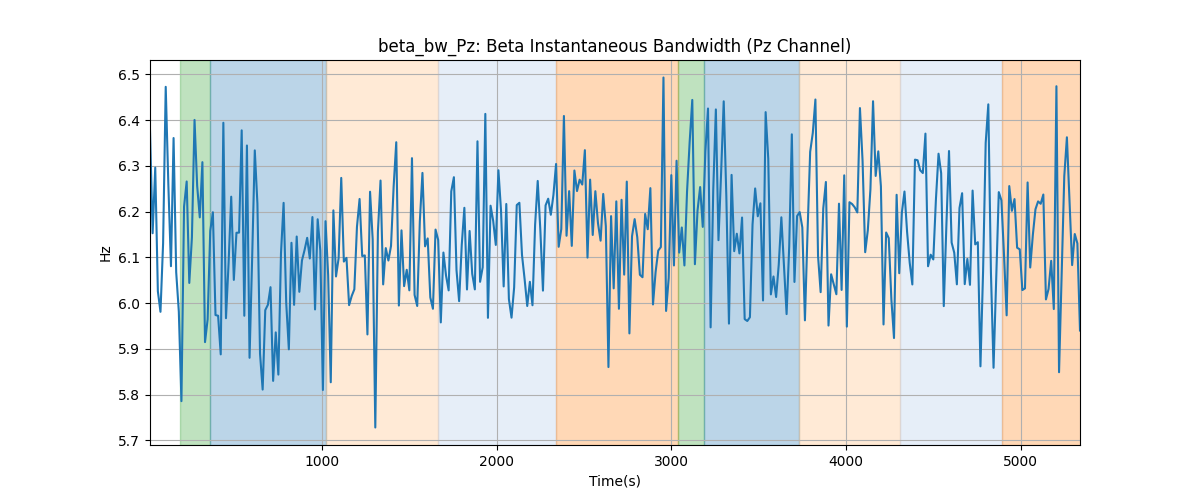 beta_bw_Pz: Beta Instantaneous Bandwidth (Pz Channel)
6.5
6.4
6.3
6.2
6.1
6.0
5.9
5.8
5.7
Hz
1000 2000 3000 4000 5000
Time(s)